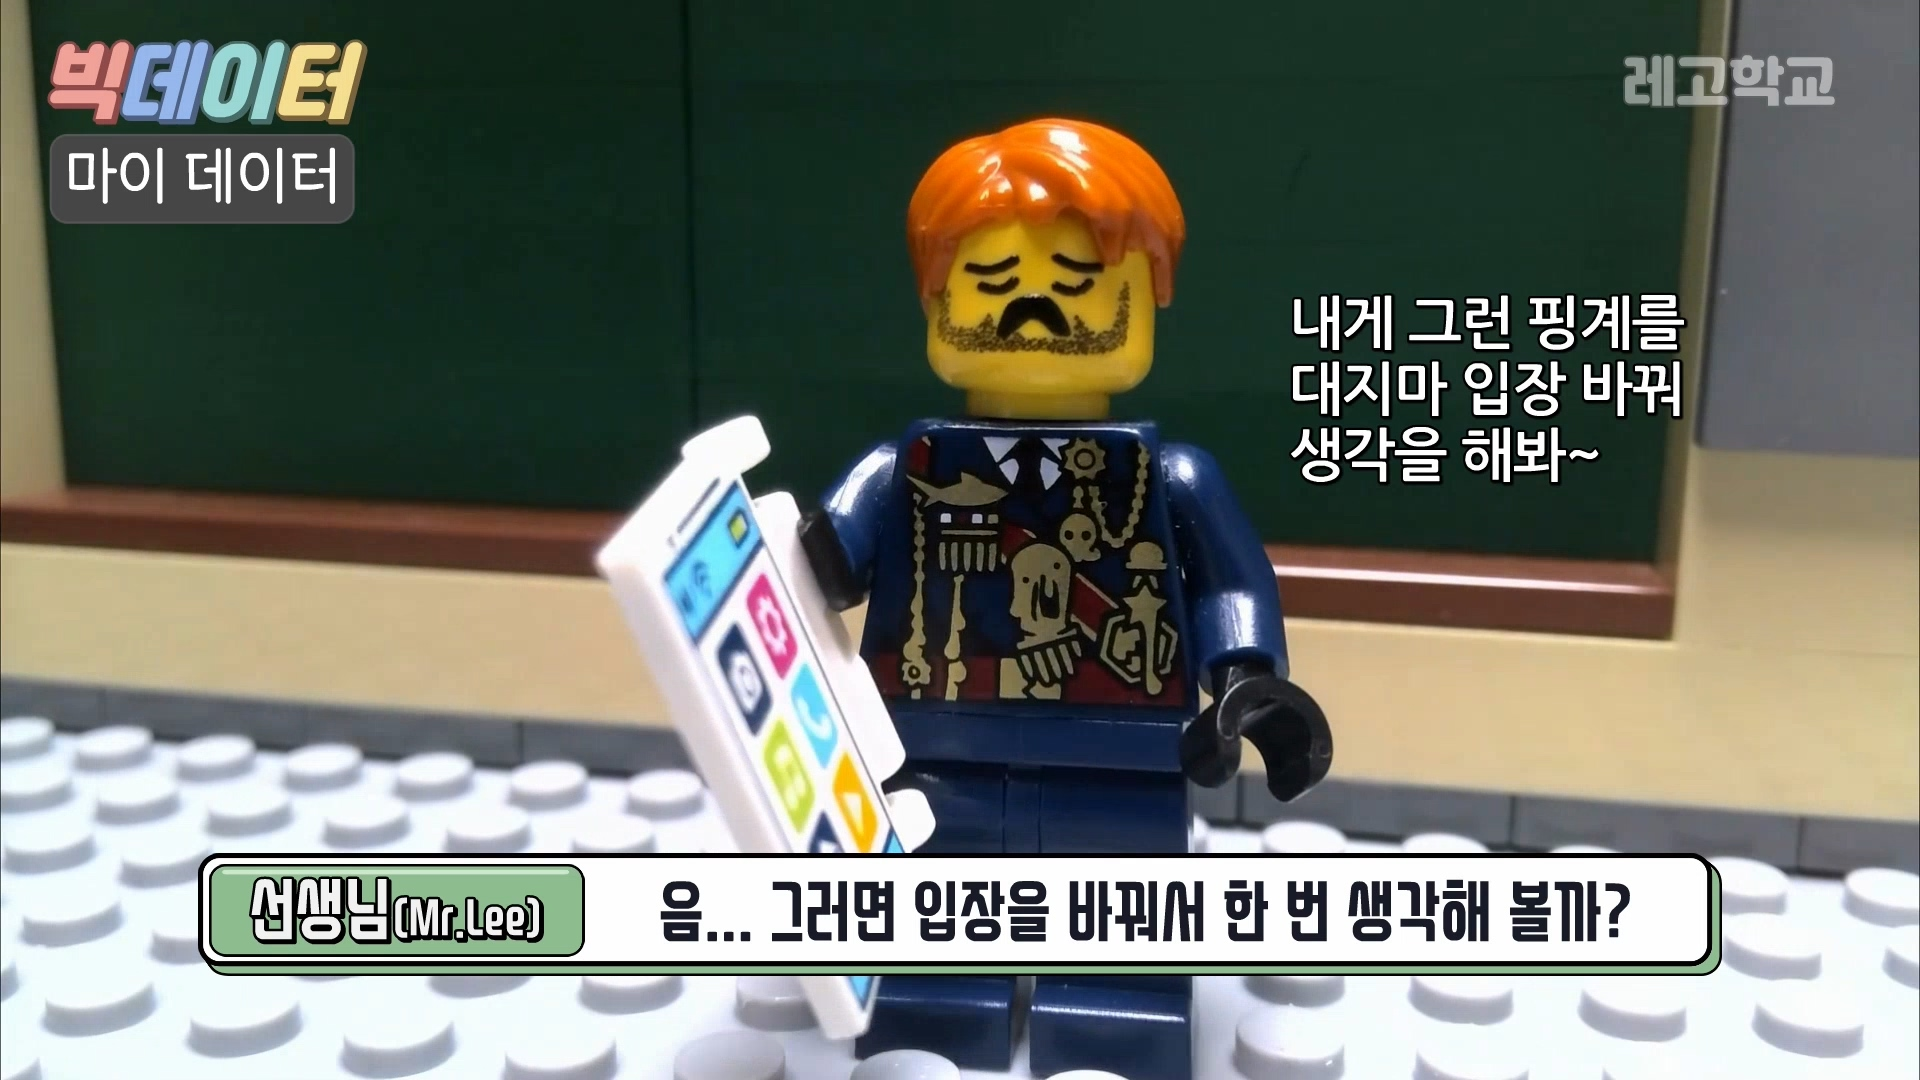 빅데이터
마이 데이터
레고학교
내게 그런 핑계를
대지마 입장 바꿔
생각을 해봐~
선생님(Mr.Lee)
음... 그러면 입장을 바꿔서 한 번 생각해 볼까?